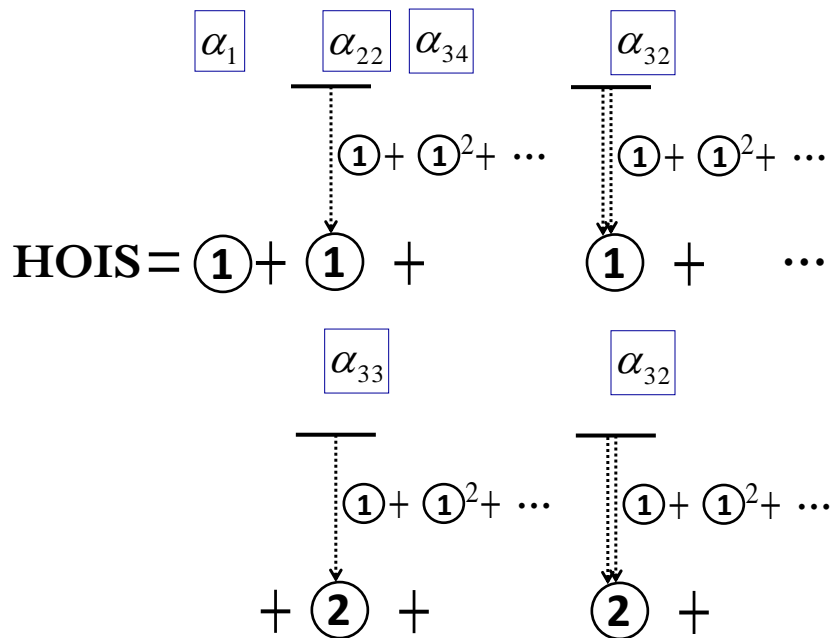 α₁ α₂₂ α₃₄ α₃₂
①+ ①²+ ··· ①+ ①²+ ···
HOIS = ① + ① + ① + ···
α₃₃ α₃₂
①+ ①²+ ··· ①+ ①²+ ···
+ ② + ② +